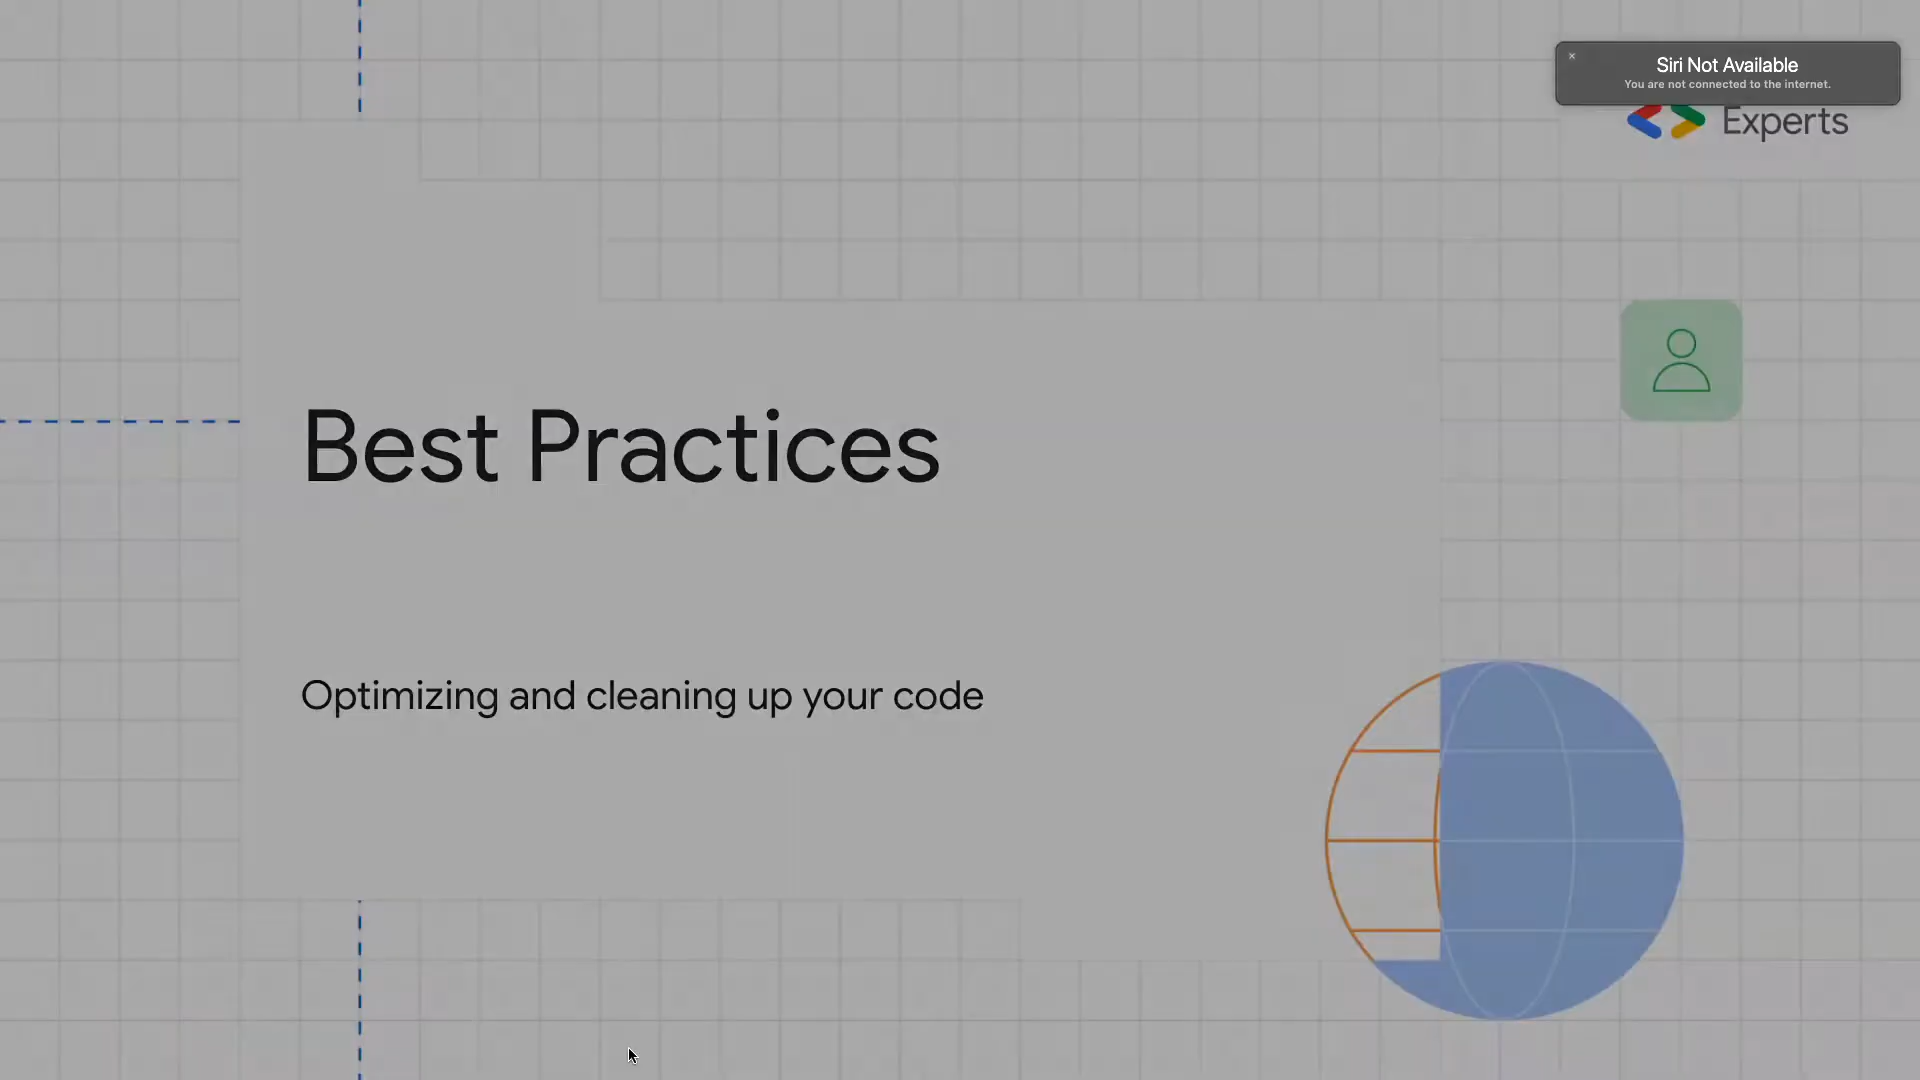 Siri Not Available
You are not connected to the internet.
Experts
Best Practices
Optimizing and cleaning up your code